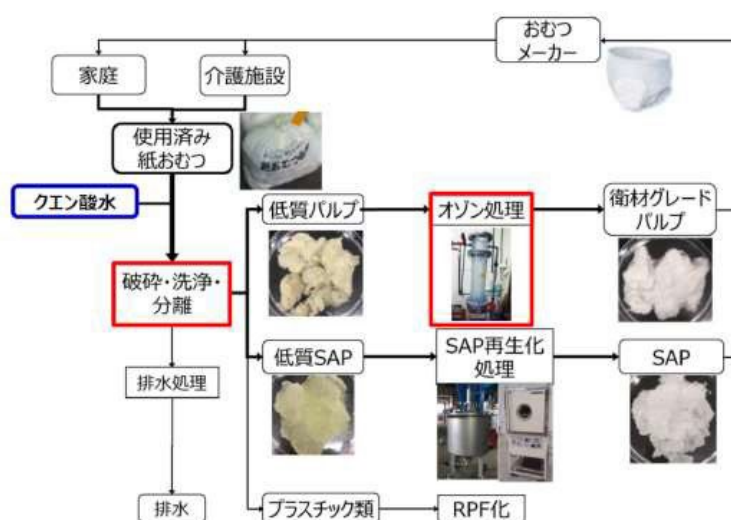 おむつ
メーカー
家庭
介護施設
使用済み
紙おむつ
クエン酸水
低質パルプ
オゾン処理
衛材グレード
パルプ
破砕・洗浄・
分離
低質SAP
SAP再生化
処理
SAP
排水処理
排水
プラスチック類
RPF化